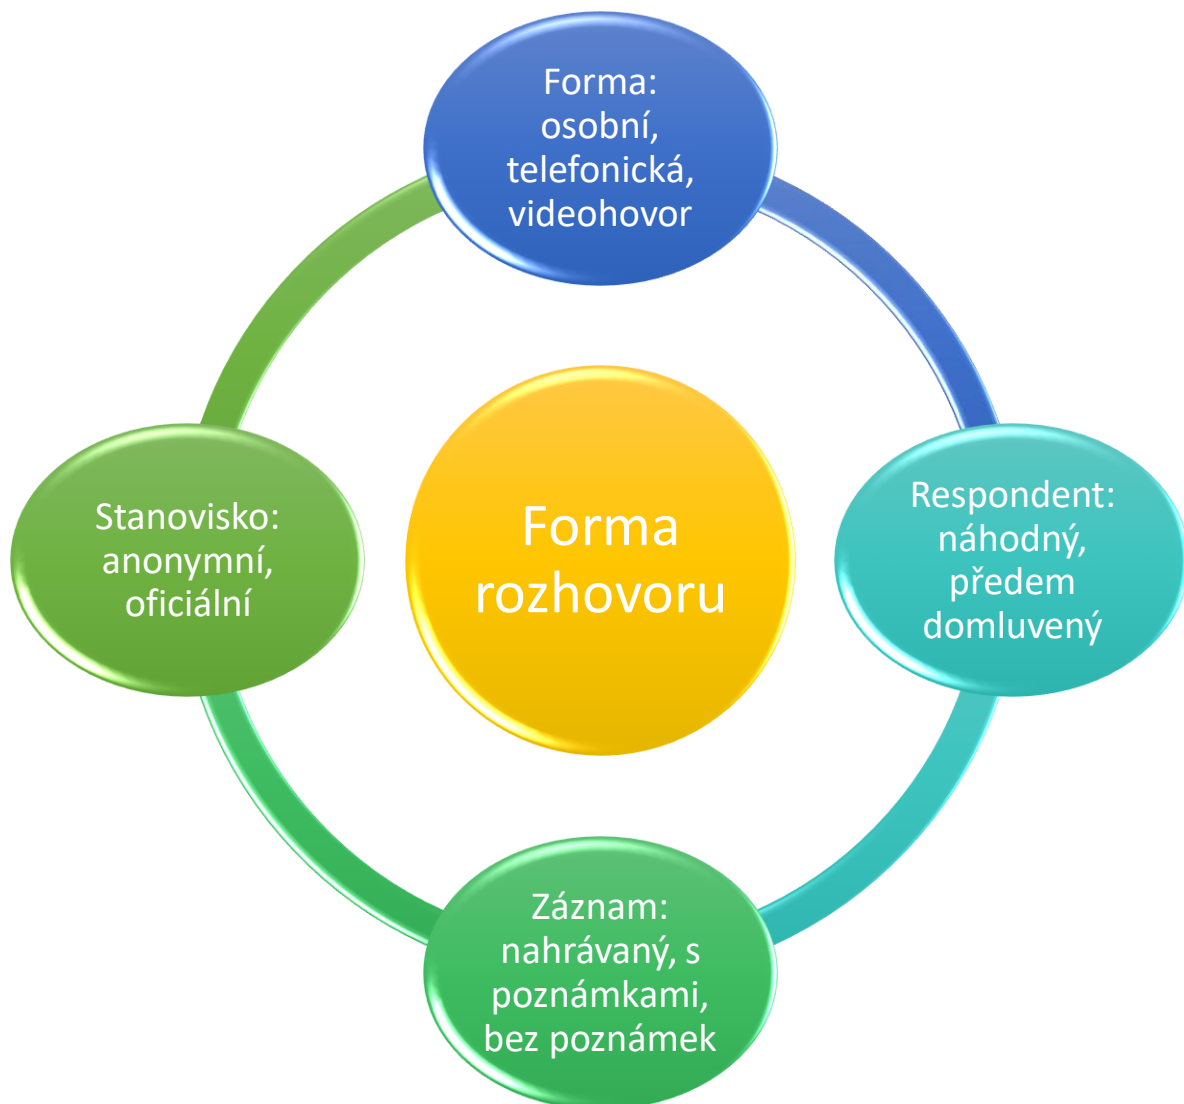 Forma:
osobní,
telefonická,
videohovor
Stanovisko:
anonymní,
oficiální
Forma
rozhovoru
Respondent:
náhodný,
předem
domluvený
Záznam:
nahrávaný, s
poznámkami,
bez poznámek